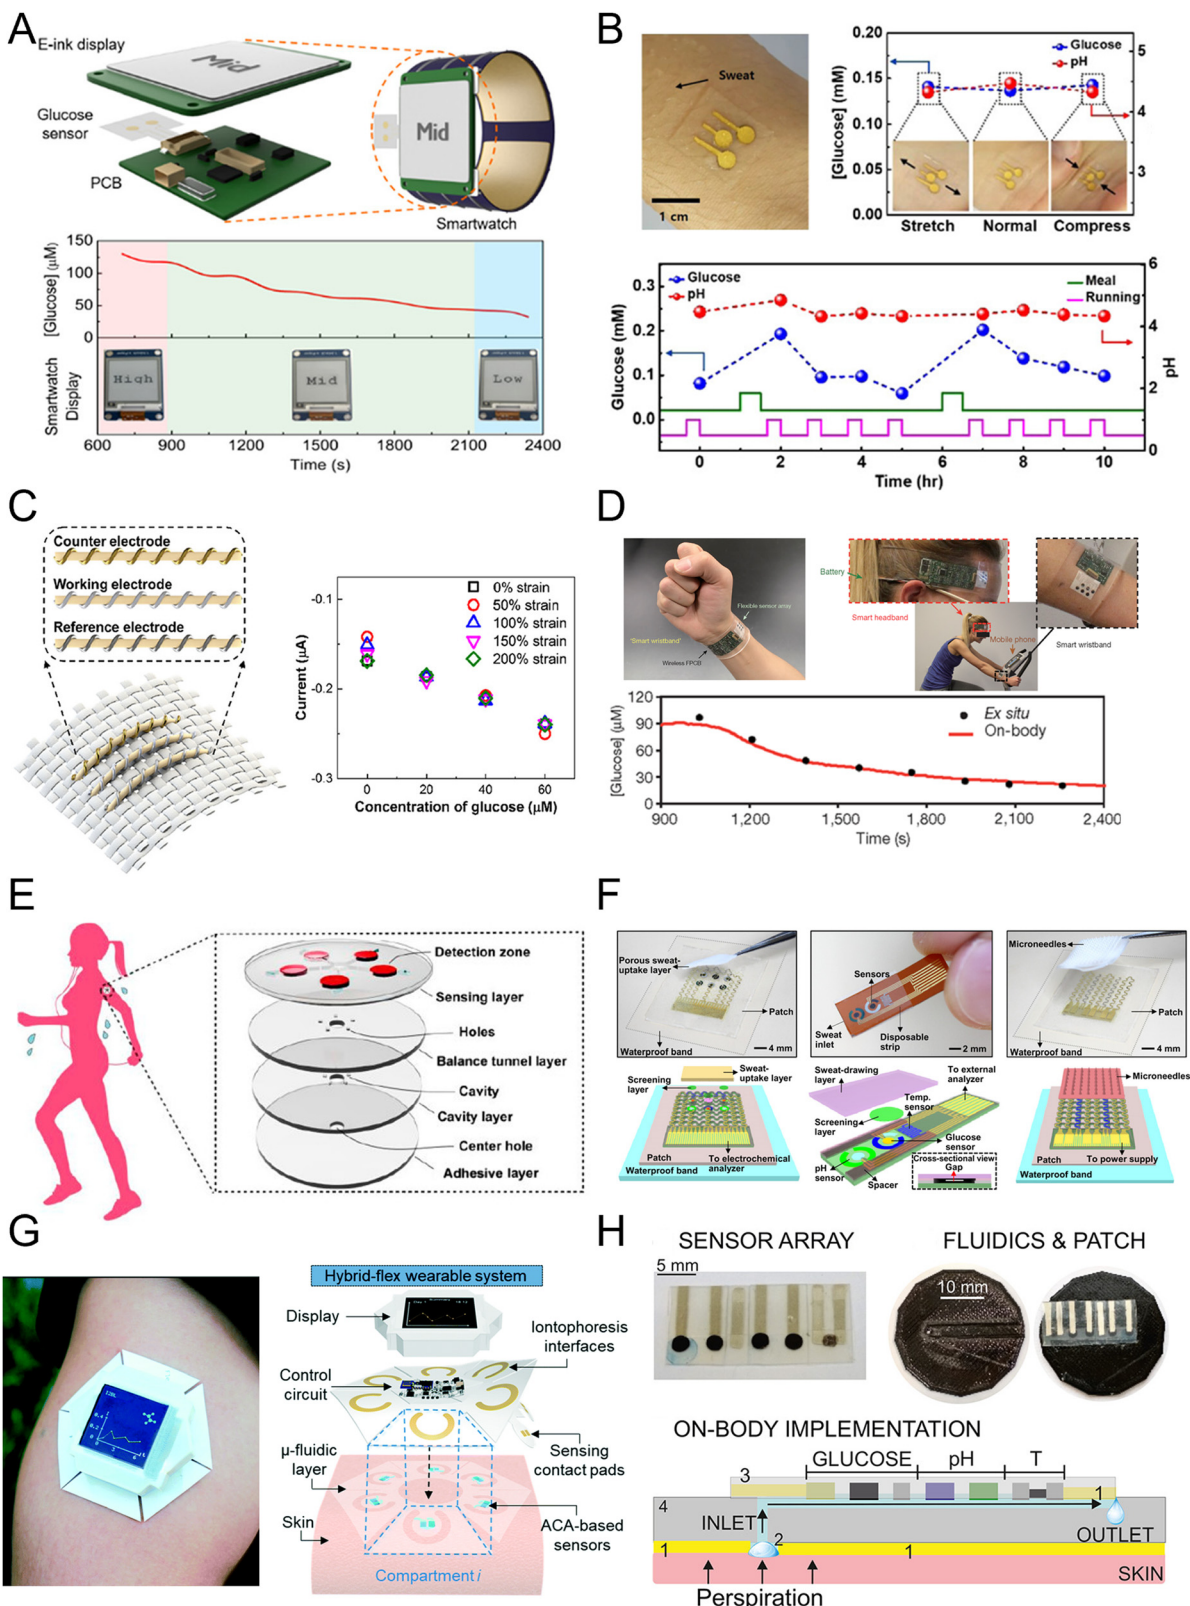 A
E-ink display
Mid
Glucose
sensor
PCB
Mid
Smartwatch
[Glucose] (µM)
150
100
50
0
Smartwatch
Display
High
Mid
Low
600
900
1200
1500
1800
2100
2400
Time (s)
B
Sweat
1 cm
[Glucose] (mM)
0.20
0.15
0.10
0.05
0.00
Glucose
pH
5
4
3
pH
Stretch
Normal
Compress
Glucose
pH
Meal
Running
Glucose (mM)
0.3
0.2
0.1
0.0
6
4
2
0
pH
0
2
4
6
8
10
Time (hr)
C
Counter electrode
Working electrode
Reference electrode
Current (µA)
-0.1
-0.2
-0.3
0% strain
50% strain
100% strain
150% strain
200% strain
0
20
40
60
Concentration of glucose (µM)
D
Flexible sensor array
'Smart wristband'
Wireless FPCB
Battery
Smart headband
Mobile phone
Smart wristband
[Glucose] (µM)
120
90
60
30
0
Ex situ
On-body
900
1,200
1,500
1,800
2,100
2,400
Time (s)
E
Detection zone
Sensing layer
Holes
Balance tunnel layer
Cavity
Cavity layer
Center hole
Adhesive layer
F
Porous sweat-
uptake layer
Patch
Waterproof band
4 mm
Sensors
Sweat
inlet
Disposable
strip
2 mm
Microneedles
Patch
Waterproof band
4 mm
Screening
layer
Sweat-
uptake layer
To electrochemical
analyzer
Patch
Waterproof band
Sweat-drawing
layer
To external
analyzer
Temp.
sensor
Screening
layer
Glucose
sensor
pH
sensor
Spacer
Cross-sectional view
Gap
Microneedles
To power supply
Patch
Waterproof band
G
Hybrid-flex wearable system
Display
Iontophoresis
interfaces
Control
circuit
µ-fluidic
layer
Sensing
contact pads
Skin
ACA-based
sensors
Compartment i
H
SENSOR ARRAY
5 mm
FLUIDICS & PATCH
10 mm
ON-BODY IMPLEMENTATION
GLUCOSE
pH
T
3
1
4
INLET
2
OUTLET
1
1
SKIN
Perspiration